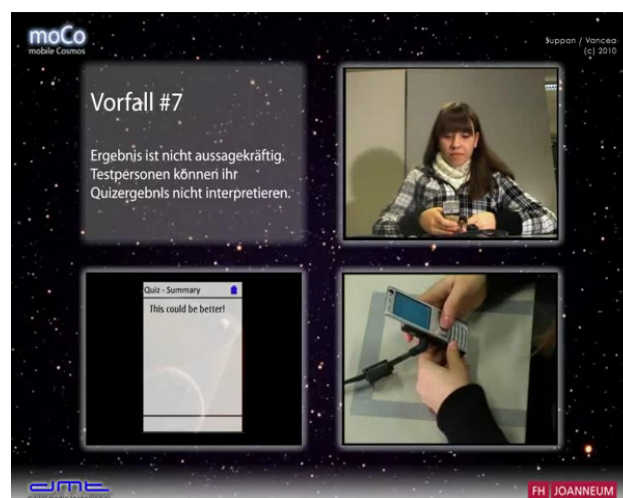 moCo
mobile Cosmos
Suppan / Vancea
(c) 2010
Vorfall #7
Ergebnis ist nicht aussagekräftig.
Testpersonen können ihr
Quizergebnis nicht interpretieren.
Quiz - Summary
This could be better!
dmt
FH JOANNEUM